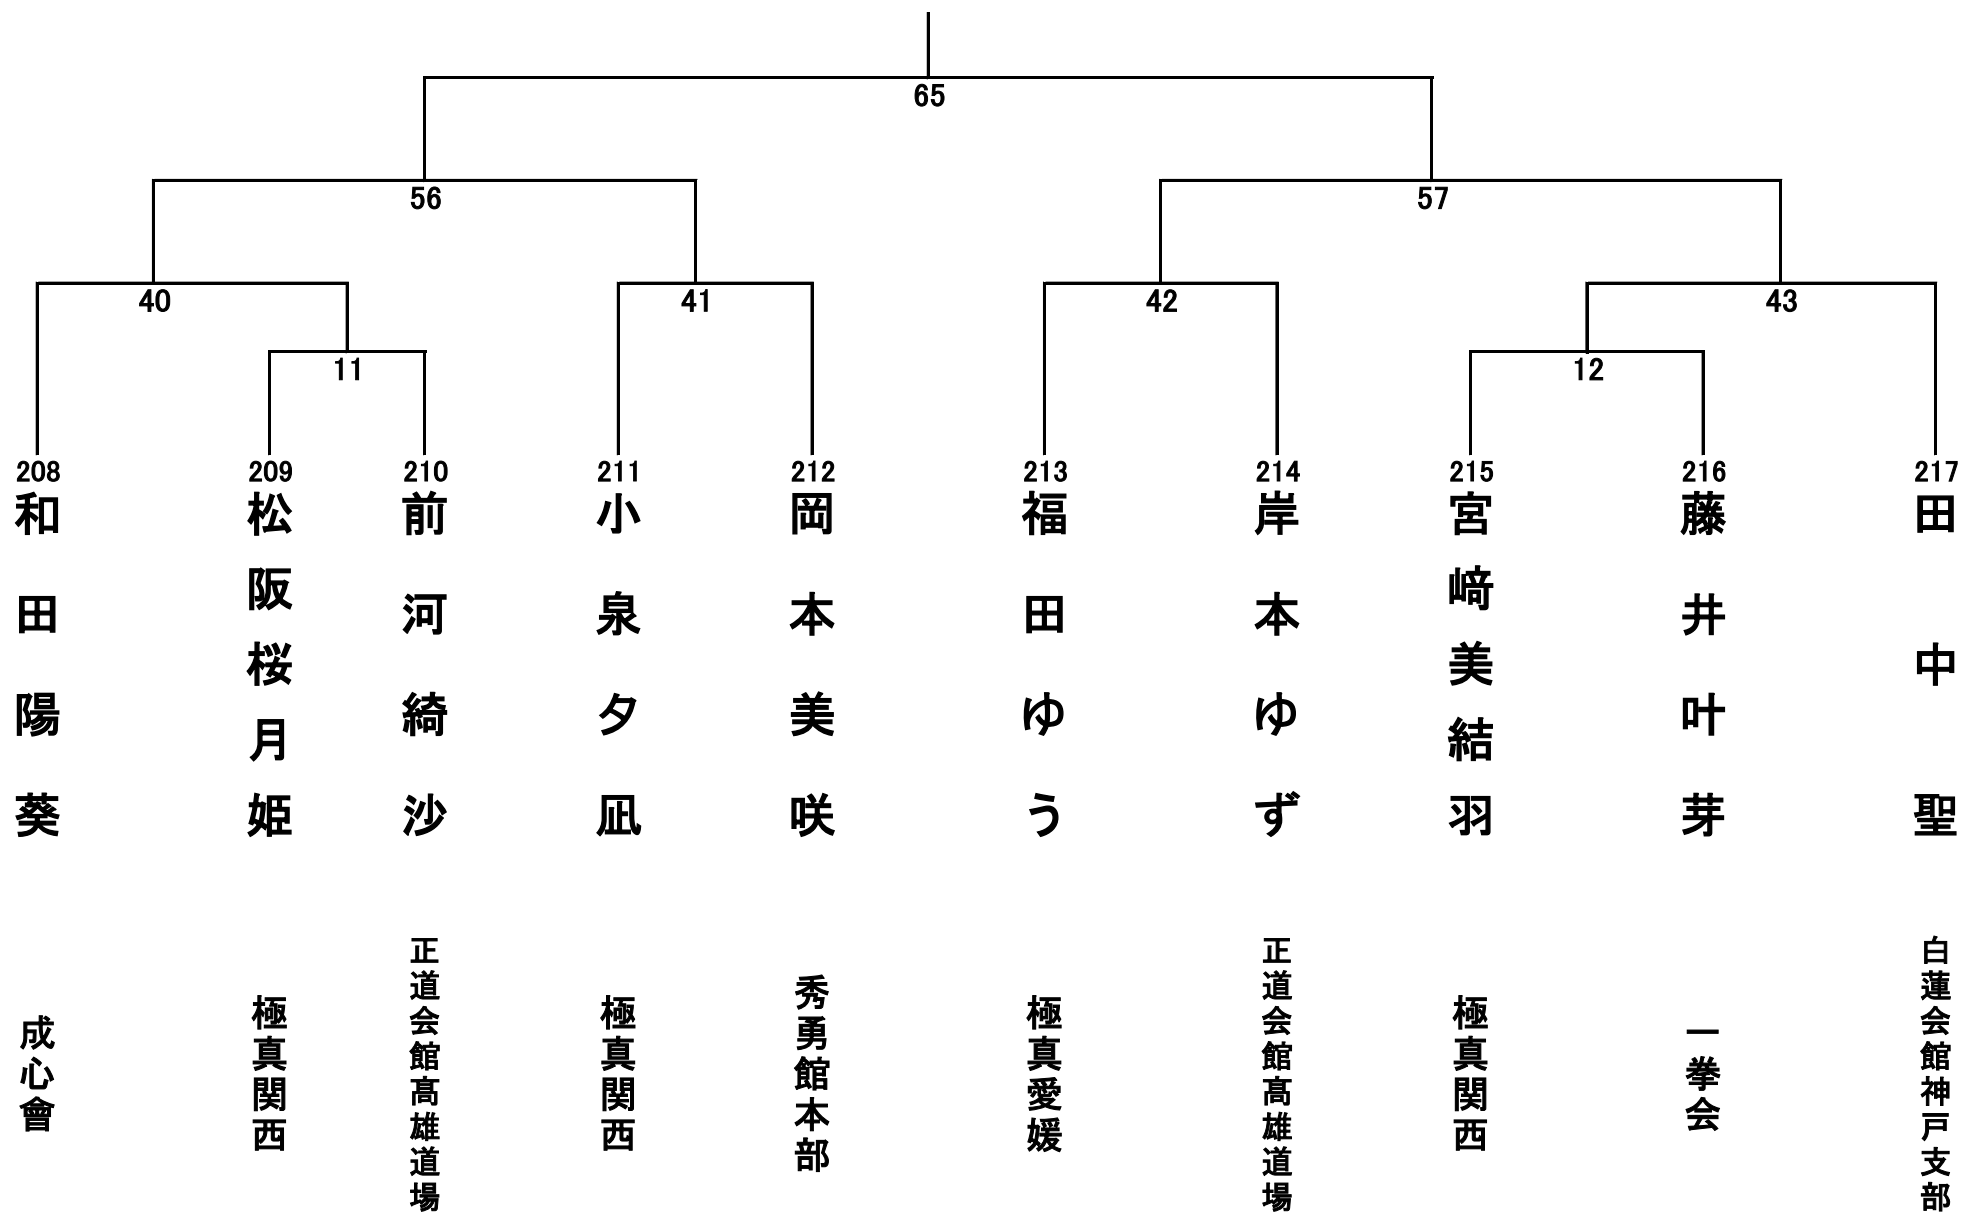 65
56
57
40
41
42
43
11
12
208
209
210
211
212
213
214
215
216
217
和田陽葵
松阪桜月姫
前河綺沙
小泉夕凪
岡本美咲
福田ゆう
岸本ゆず
宮﨑美結羽
藤井叶芽
田中聖
成心會
極真関西
正道会館髙雄道場
極真関西
秀勇館本部
極真愛媛
正道会館髙雄道場
極真関西
一拳会
白蓮会館神戸支部